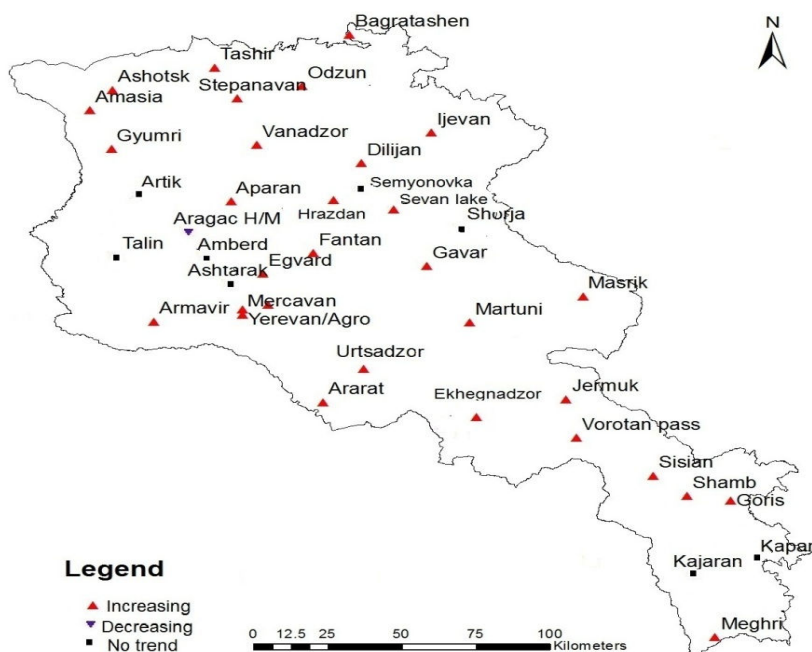 Bagratashen
N
Tashir
Ashotsk
Stepanavan
Odzun
Amasia
Ijevan
Gyumri
Vanadzor
Dilijan
Artik
Aparan
Semyonovka
Hrazdan
Sevan lake
Aragac H/M
Shorja
Talin
Amberd
Fantan
Gavar
Ashtarak
Egvard
Masrik
Armavir
Mercavan
Yerevan/Agro
Martuni
Urtsadzor
Ararat
Ekhegnadzor
Jermuk
Vorotan pass
Sisian
Shamb
Goris
Kapan
Kajaran
Meghri
Legend
Increasing
Decreasing
No trend
0 12.5 25 50 75 100
Kilometers